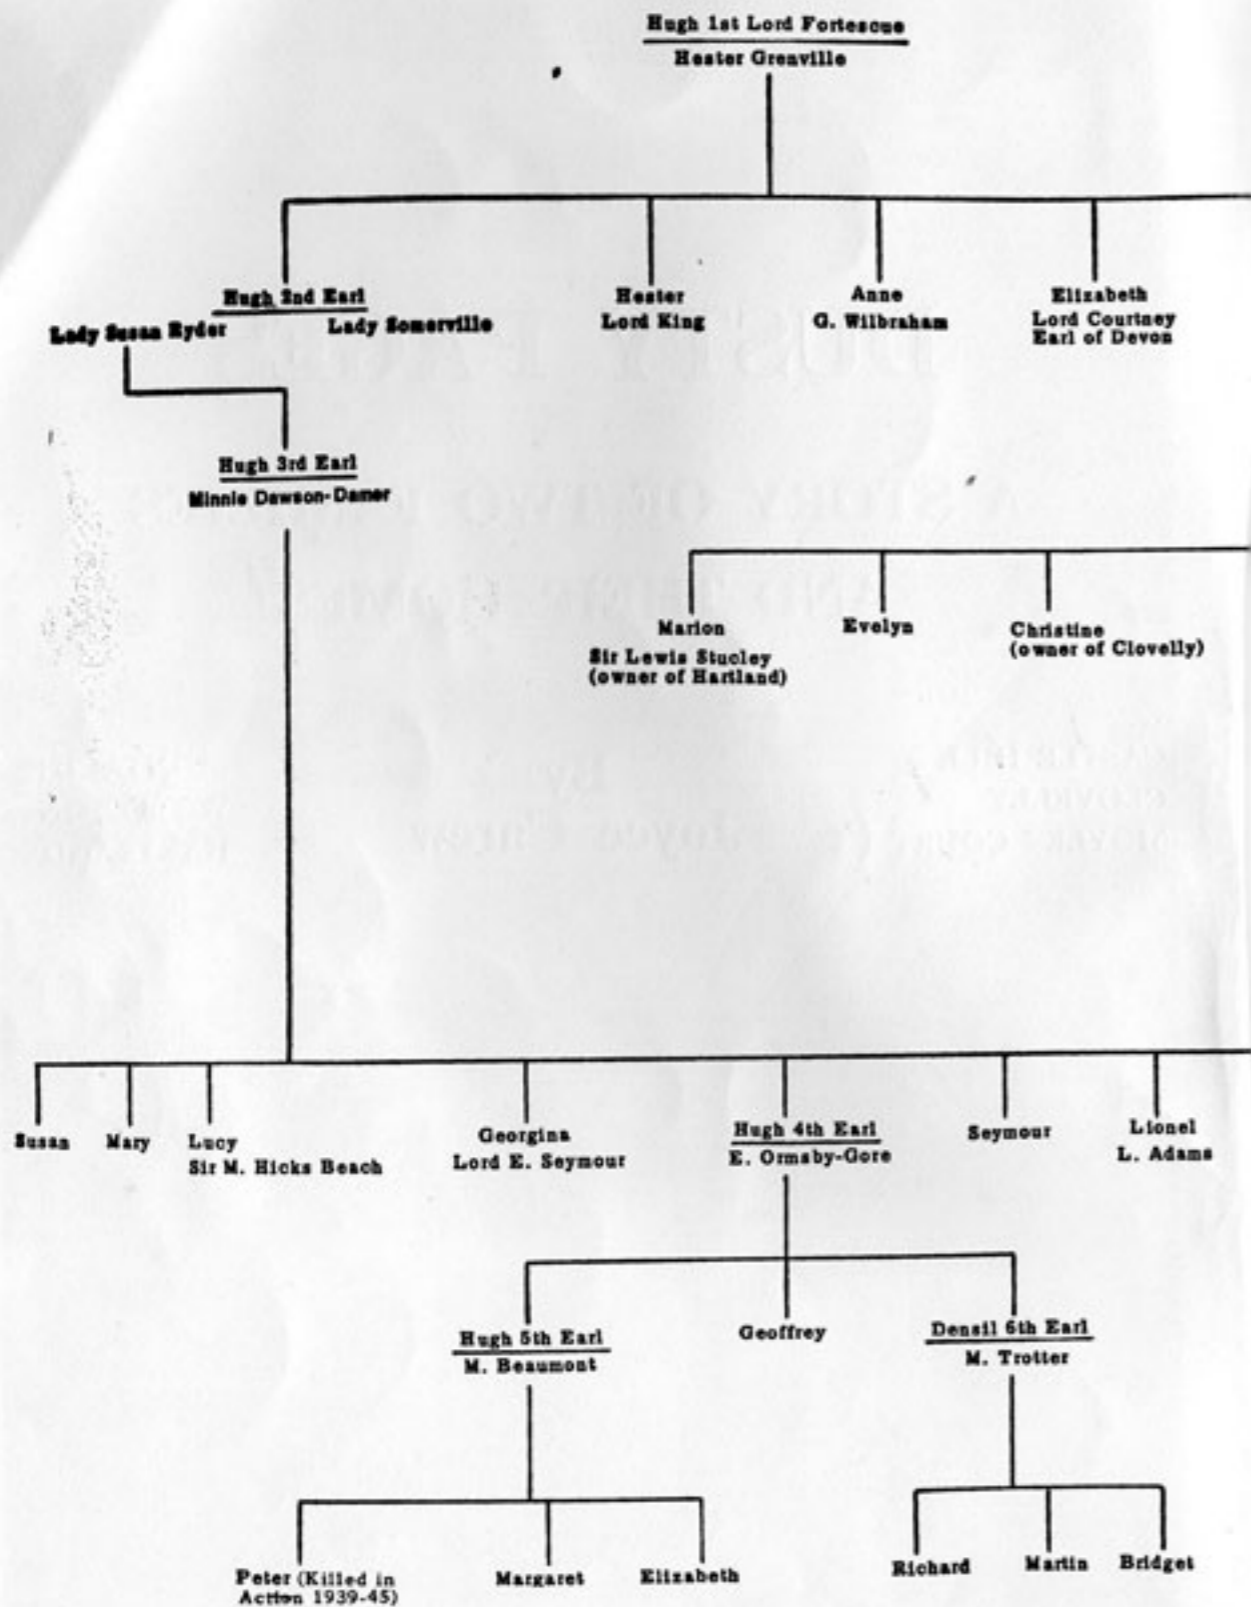 Hugh 1st Lord Fortescue
Hester Grenville
Hugh 2nd Earl
Lady Susan Ryder
Lady Somerville
Hester
Lord King
Anne
G. Wilbraham
Elizabeth
Lord Courtney
Earl of Devon
Hugh 3rd Earl
Minnie Dawson-Damer
Marion
Sir Lewis Stucley
(owner of Hartland)
Evelyn
Christine
(owner of Clovelly)
Susan
Mary
Lucy
Sir M. Hicks Beach
Georgina
Lord E. Seymour
Hugh 4th Earl
E. Ormsby-Gore
Seymour
Lionel
L. Adams
Hugh 5th Earl
M. Beaumont
Geoffrey
Densil 6th Earl
M. Trotter
Peter (Killed in
Action 1939-45)
Margaret
Elizabeth
Richard
Martin
Bridget